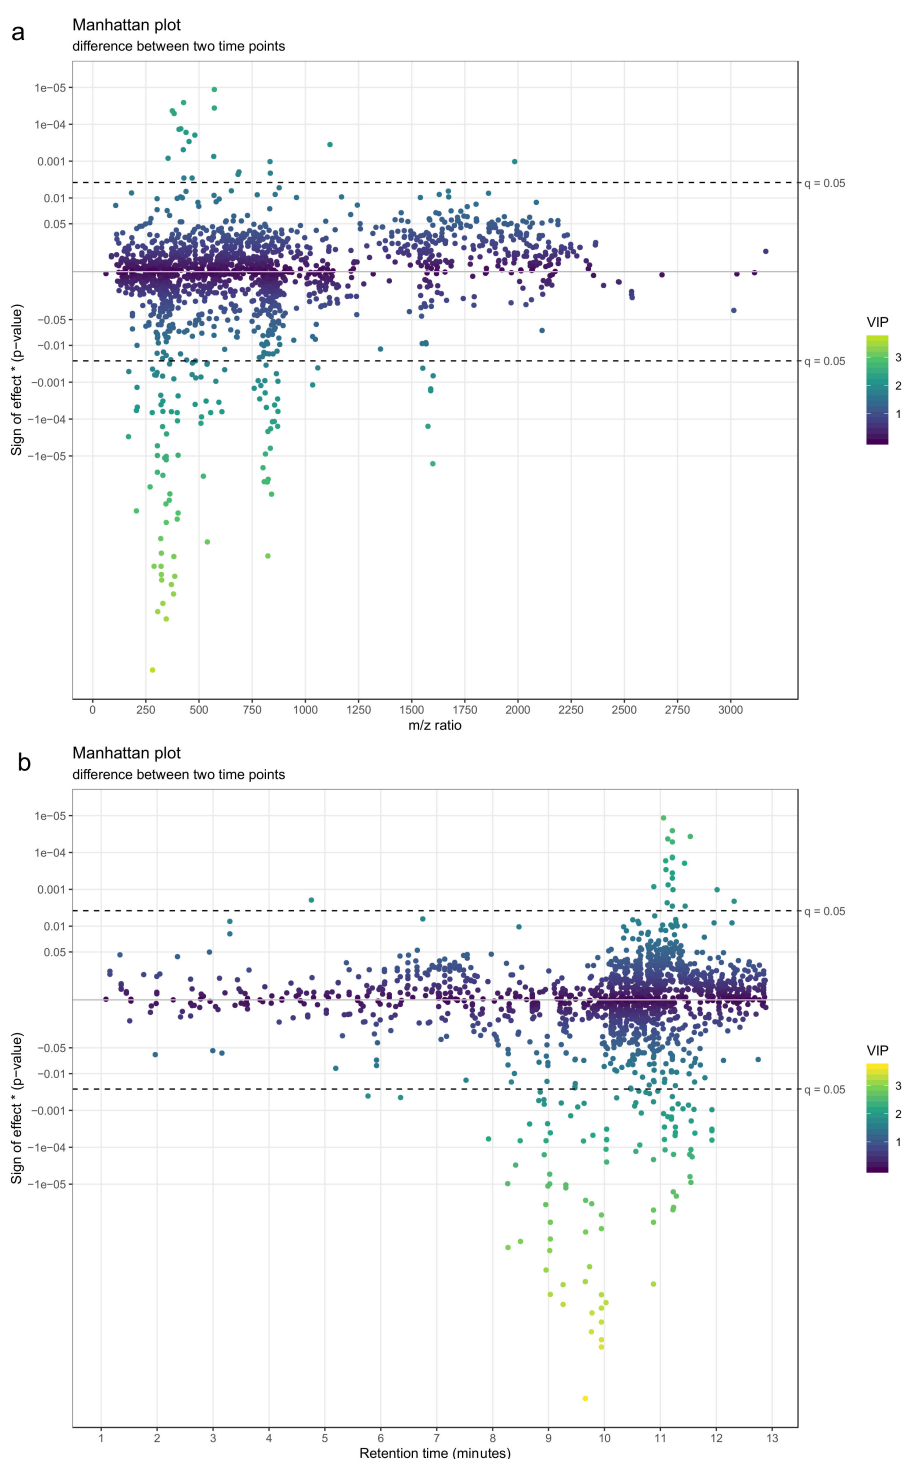 a
Manhattan plot
difference between two time points
1e−05
1e−04
0.001
q = 0.05
0.01
0.05
−0.05
−0.01
q = 0.05
−0.001
−1e−04
−1e−05
Sign of effect * (p−value)
VIP
3
2
1
0 250 500 750 1000 1250 1500 1750 2000 2250 2500 2750 3000
m/z ratio
b
Manhattan plot
difference between two time points
1e−05
1e−04
0.001
q = 0.05
0.01
0.05
−0.05
−0.01
q = 0.05
−0.001
−1e−04
−1e−05
Sign of effect * (p−value)
VIP
3
2
1
1 2 3 4 5 6 7 8 9 10 11 12 13
Retention time (minutes)